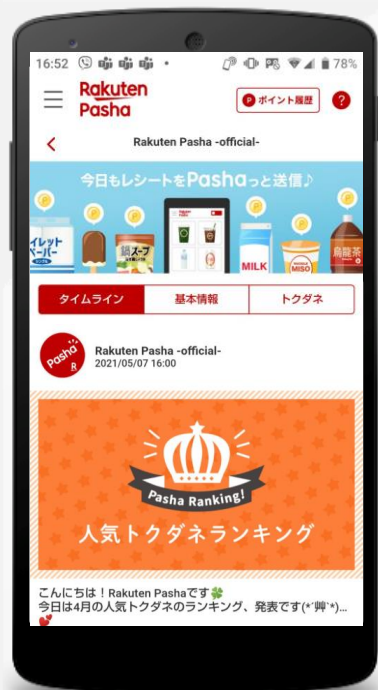 16:52
78%
Rakuten
Pasha
P ポイント履歴
?
Rakuten Pasha -official-
今日もレシートをPashaっと送信♪
イレット
ペーパー
鍋スープ
MILK
MISO
烏龍茶
タイムライン
基本情報
トクダネ
Pasha
R
Rakuten Pasha -official-
2021/05/07 16:00
Pasha Ranking!
人気トクダネランキング
こんにちは！Rakuten Pashaです🍀
今日は4月の人気トクダネのランキング、発表です(*´艸`*)...
💕